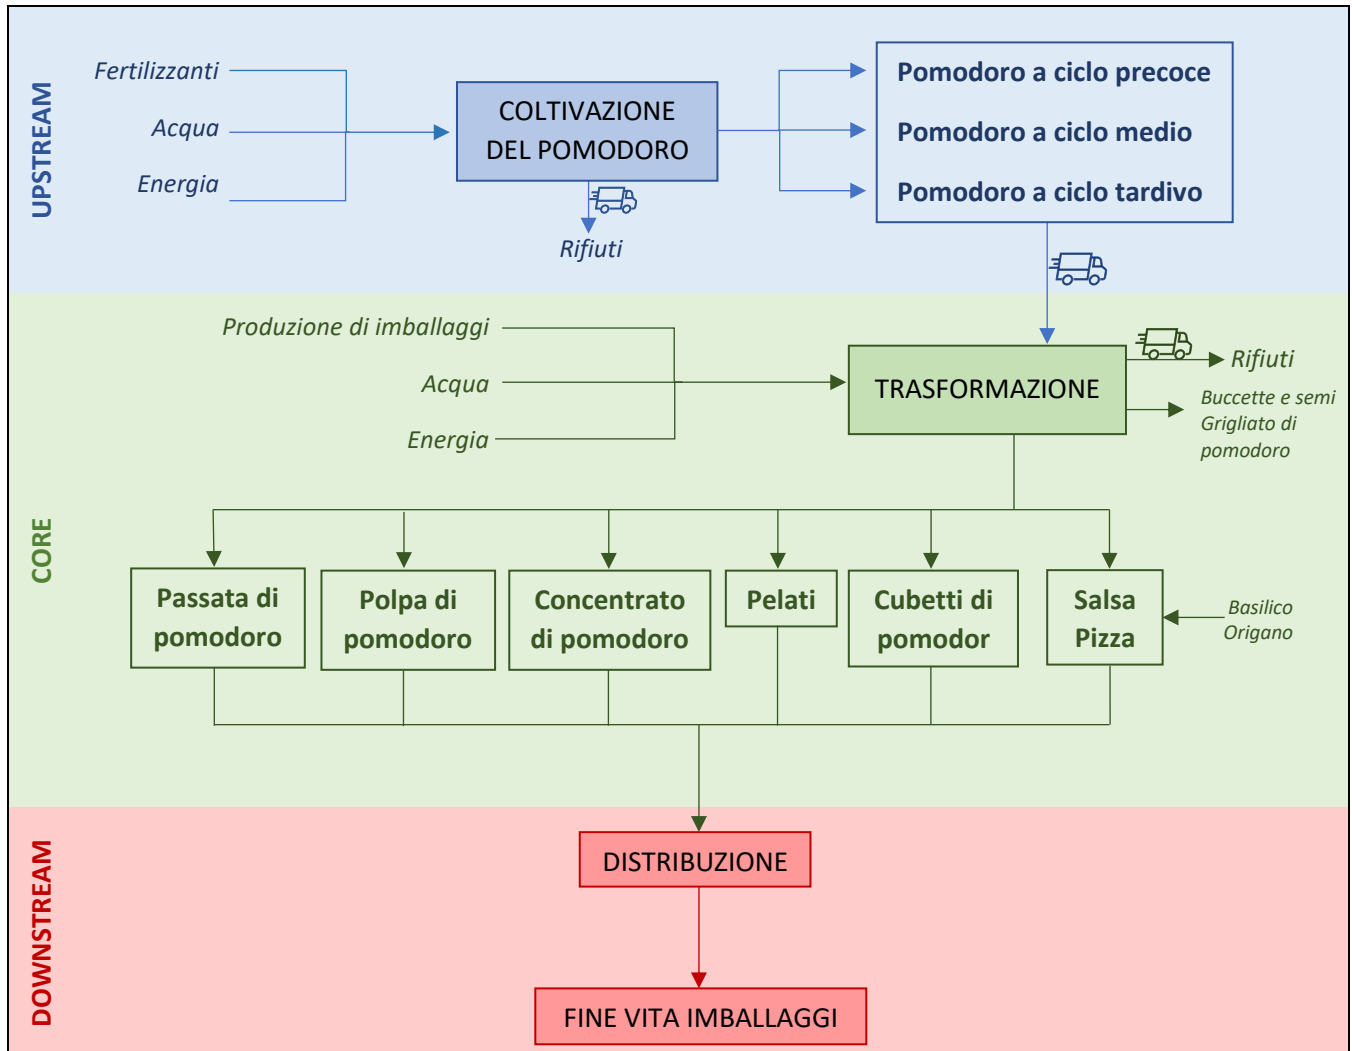 UPSTREAM
Fertilizzanti
Acqua
Energia
COLTIVAZIONE
DEL POMODORO
Rifiuti
Pomodoro a ciclo precoce
Pomodoro a ciclo medio
Pomodoro a ciclo tardivo
CORE
Produzione di imballaggi
Acqua
Energia
TRASFORMAZIONE
Rifiuti
Buccette e semi
Grigliato di
pomodoro
Passata di
pomodoro
Polpa di
pomodoro
Concentrato
di pomodoro
Pelati
Cubetti di
pomodor
Salsa
Pizza
Basilico
Origano
DOWNSTREAM
DISTRIBUZIONE
FINE VITA IMBALLAGGI